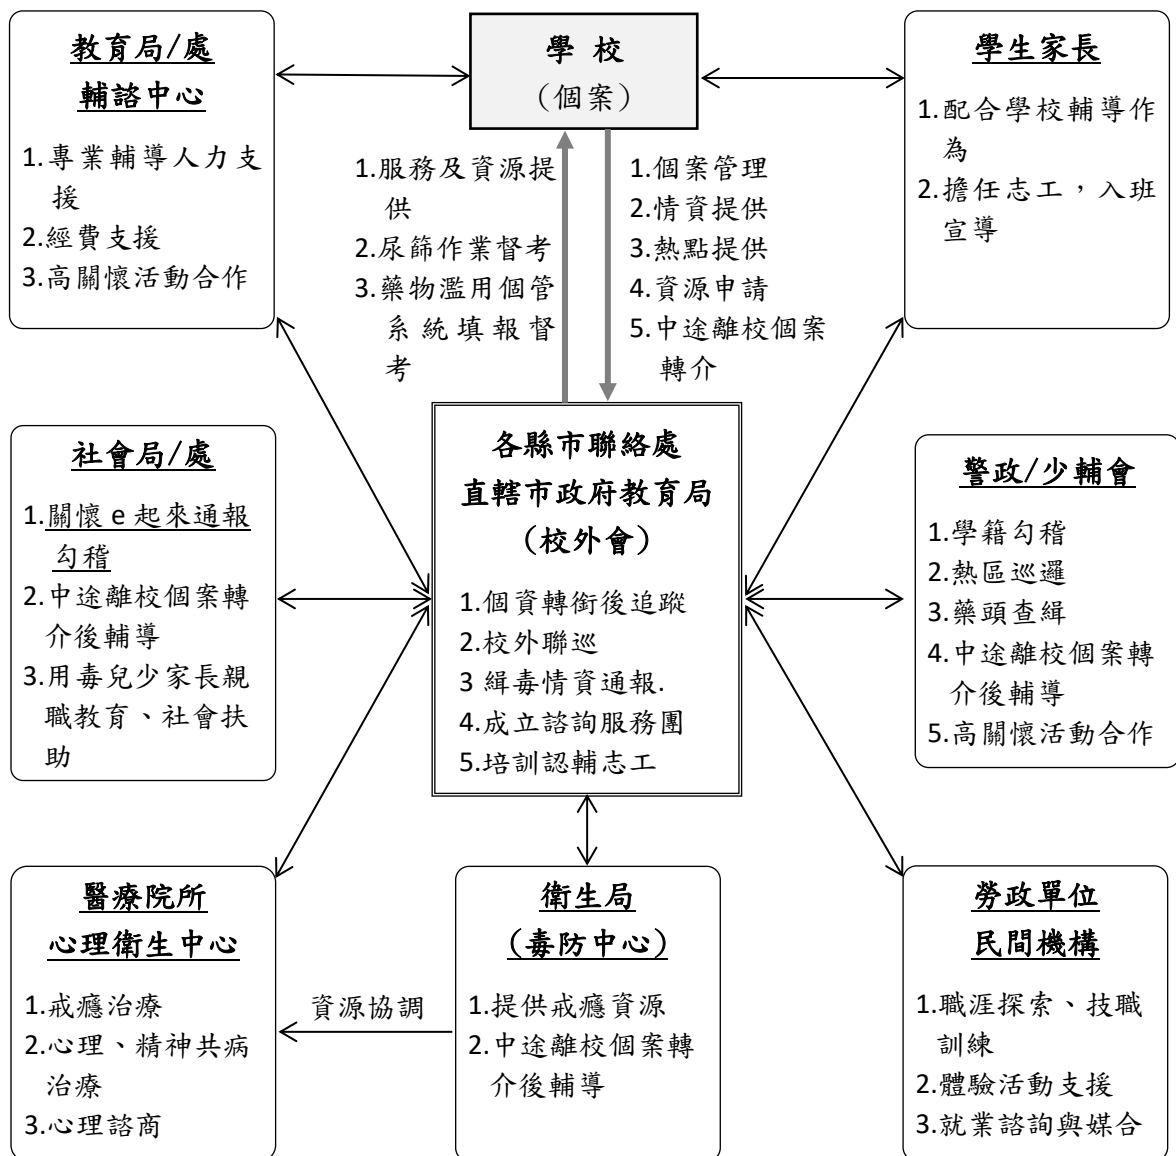 教育局/處
輔諮中心
1.專業輔導人力支
援
2.經費支援
3.高關懷活動合作
學 校
（個案）
學生家長
1.配合學校輔導作
為
2.擔任志工，入班
宣導
1.服務及資源提
供
2.尿篩作業督考
3.藥物濫用個管
系統填報督
考
1.個案管理
2.情資提供
3.熱點提供
4.資源申請
5.中途離校個案
轉介
社會局/處
1.關懷 e 起來通報
勾稽
2.中途離校個案轉
介後輔導
3.用毒兒少家長親
職教育、社會扶
助
各縣市聯絡處
直轄市政府教育局
(校外會)
1.個資轉銜後追蹤
2.校外聯巡
3 緝毒情資通報.
4.成立諮詢服務團
5.培訓認輔志工
警政/少輔會
1.學籍勾稽
2.熱區巡邏
3.藥頭查緝
4.中途離校個案轉
介後輔導
5.高關懷活動合作
醫療院所
心理衛生中心
1.戒癮治療
2.心理、精神共病
治療
3.心理諮商
資源協調
衛生局
(毒防中心)
1.提供戒癮資源
2.中途離校個案轉
介後輔導
勞政單位
民間機構
1.職涯探索、技職
訓練
2.體驗活動支援
3.就業諮詢與媒合